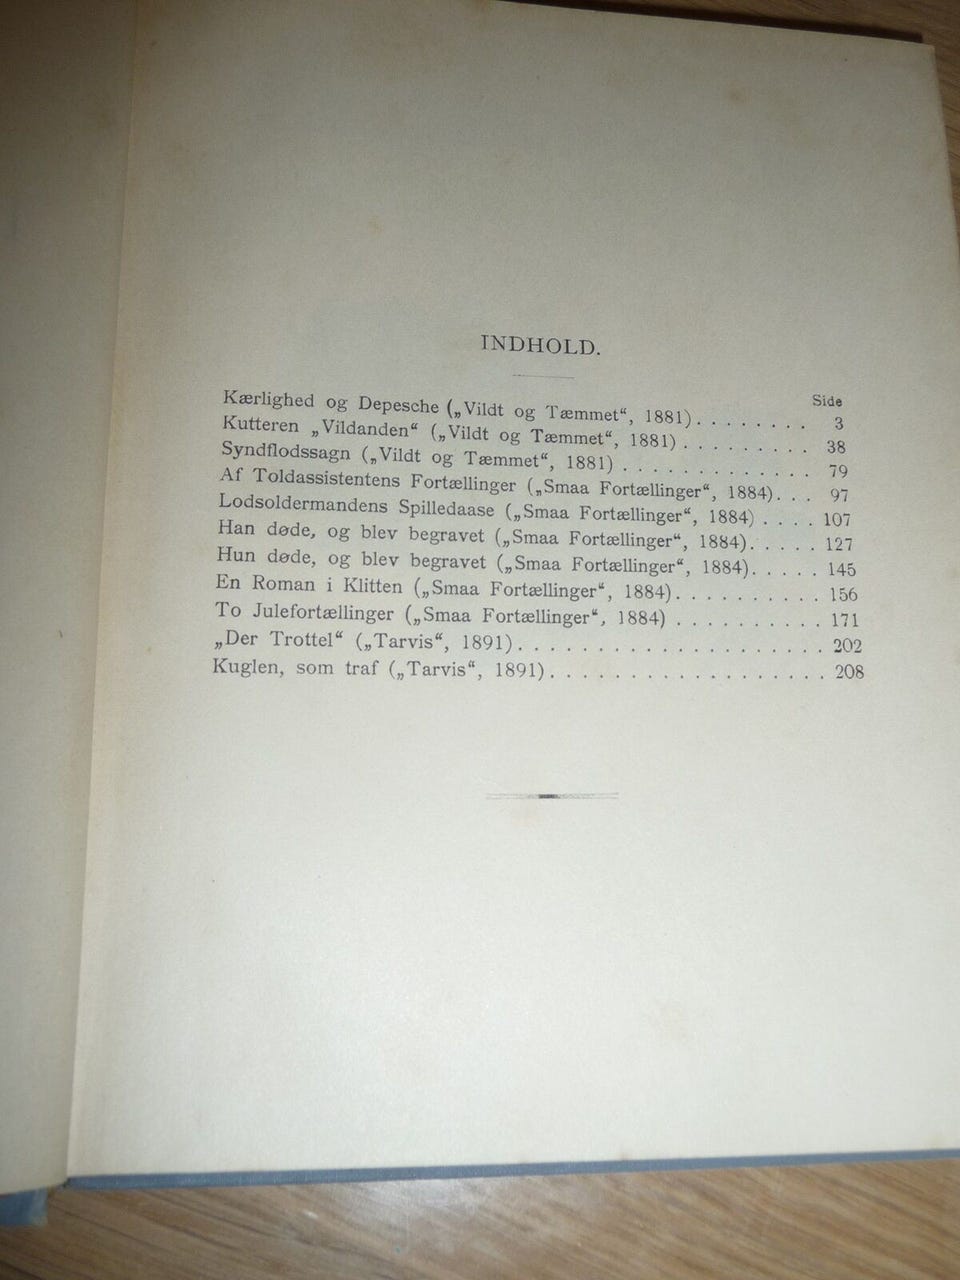 INDHOLD.
Side
Kærlighed og Depesche („Vildt og Tæmmet“, 1881). . . . . . . . 3
Kutteren „Vildanden“ („Vildt og Tæmmet“, 1881) . . . . . . . . 38
Syndflodssagn („Vildt og Tæmmet“, 1881) . . . . . . . . . . . . 79
Af Toldassistentens Fortællinger („Smaa Fortællinger“, 1884). . . 97
Lodsoldermandens Spilledaase („Smaa Fortællinger“, 1884) . . . . 107
Han døde, og blev begravet („Smaa Fortællinger“, 1884). . . . . 127
Hun døde, og blev begravet („Smaa Fortællinger“, 1884). . . . . 145
En Roman i Klitten („Smaa Fortællinger“, 1884). . . . . . . . . . 156
To Julefortællinger („Smaa Fortællinger“, 1884) . . . . . . . . . . 171
„Der Trottel“ („Tarvis“, 1891). . . . . . . . . . . . . . . . . . . . 202
Kuglen, som traf („Tarvis“, 1891). . . . . . . . . . . . . . . . . . 208